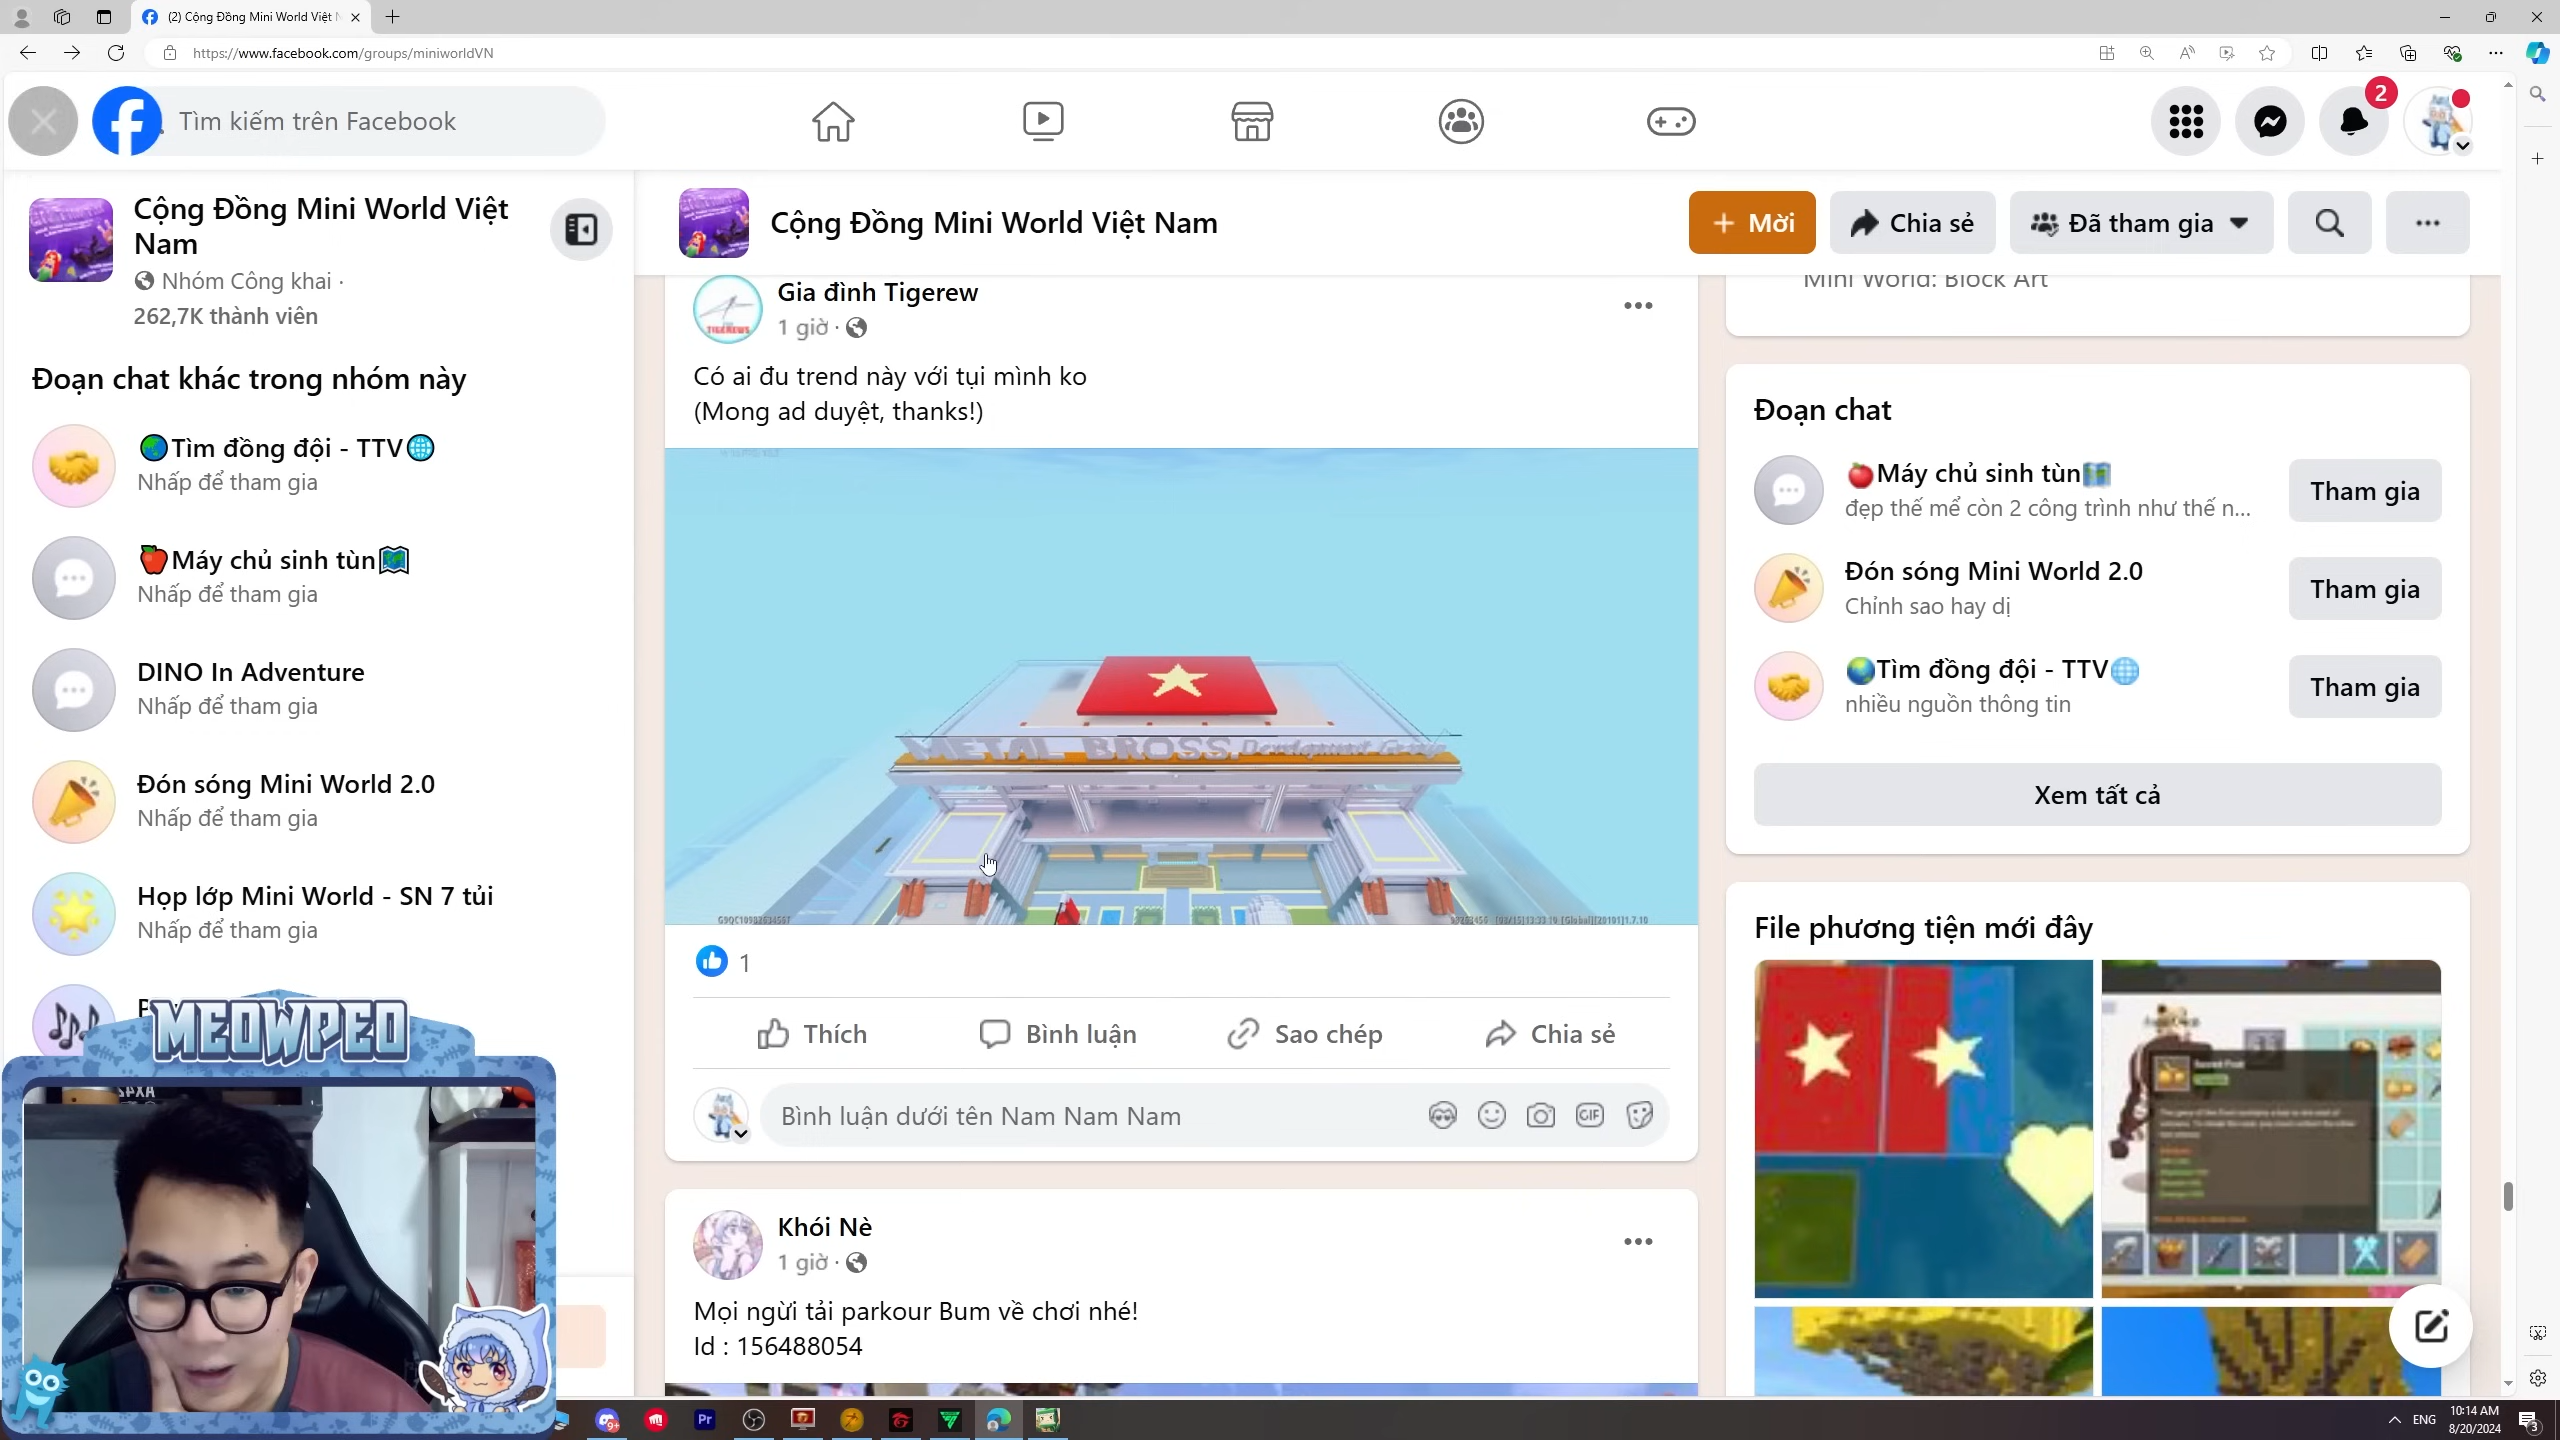 (2) Cộng Đồng Mini World Việt N
https://www.facebook.com/groups/miniworldVN
Tìm kiếm trên Facebook
2
Cộng Đồng Mini World Việt
Nam
Nhóm Công khai ·
262,7K thành viên
Đoạn chat khác trong nhóm này
Tìm đồng đội - TTV
Nhấp để tham gia
Máy chủ sinh tùn
Nhấp để tham gia
DINO In Adventure
Nhấp để tham gia
Đón sóng Mini World 2.0
Nhấp để tham gia
Họp lớp Mini World - SN 7 tủi
Nhấp để tham gia
MEOWPEO
Cộng Đồng Mini World Việt Nam
+ Mời
Chia sẻ
Đã tham gia
Gia đình Tigerew
1 giờ ·
Có ai đu trend này với tụi mình ko
(Mong ad duyệt, thanks!)
METAL BROSS. Development Group
1
Thích
Bình luận
Sao chép
Chia sẻ
Bình luận dưới tên Nam Nam Nam
GIF
Khói Nè
1 giờ ·
Mọi ngừi tải parkour Bum về chơi nhé!
Id : 156488054
Mini World: Block Art
Đoạn chat
Máy chủ sinh tùn
đẹp thế mể còn 2 công trình như thế n...
Tham gia
Đón sóng Mini World 2.0
Chỉnh sao hay dị
Tham gia
Tìm đồng đội - TTV
nhiều nguồn thông tin
Tham gia
Xem tất cả
File phương tiện mới đây
9+
Pr
ENG
10:14 AM
8/20/2024
3